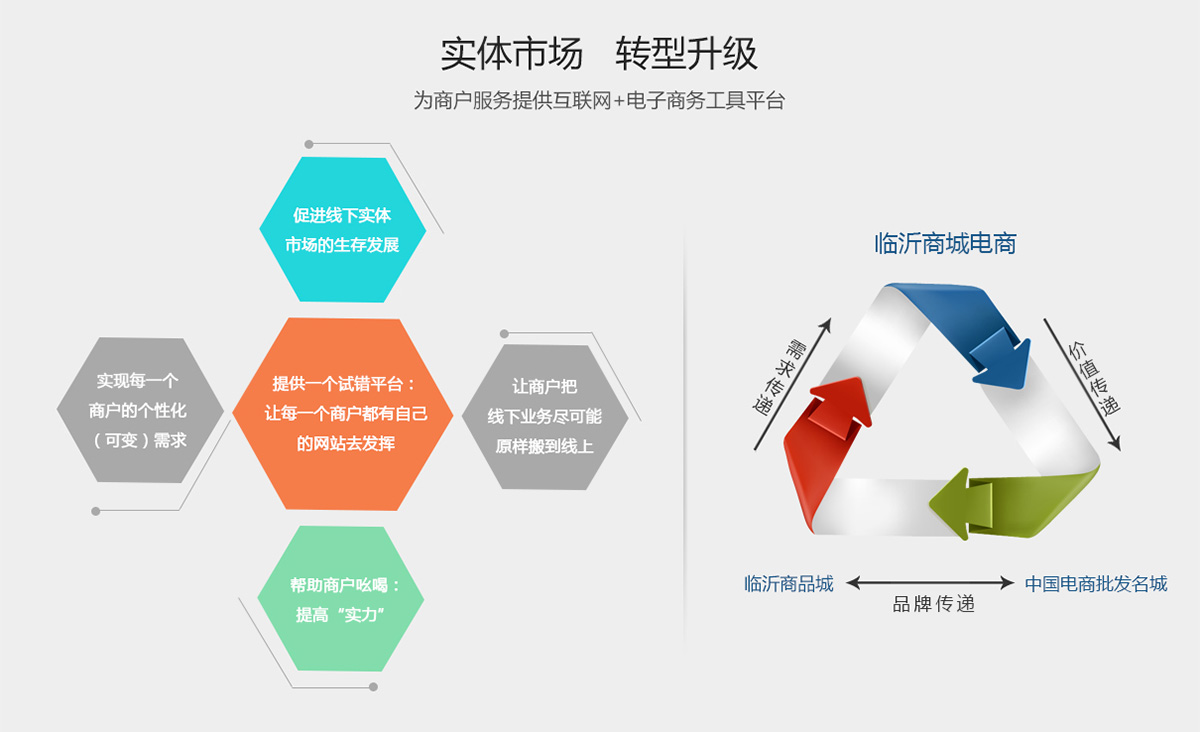 实体市场 转型升级
为商户服务提供互联网+电子商务工具平台
促进线下实体
市场的生存发展
实现每一个
商户的个性化
（可变）需求
提供一个试错平台：
让每一个商户都有自己
的网站去发挥
让商户把
线下业务尽可能
原样搬到线上
帮助商户吆喝：
提高“实力”
临沂商城电商
需求传递
价值传递
临沂商品城
中国电商批发名城
品牌传递